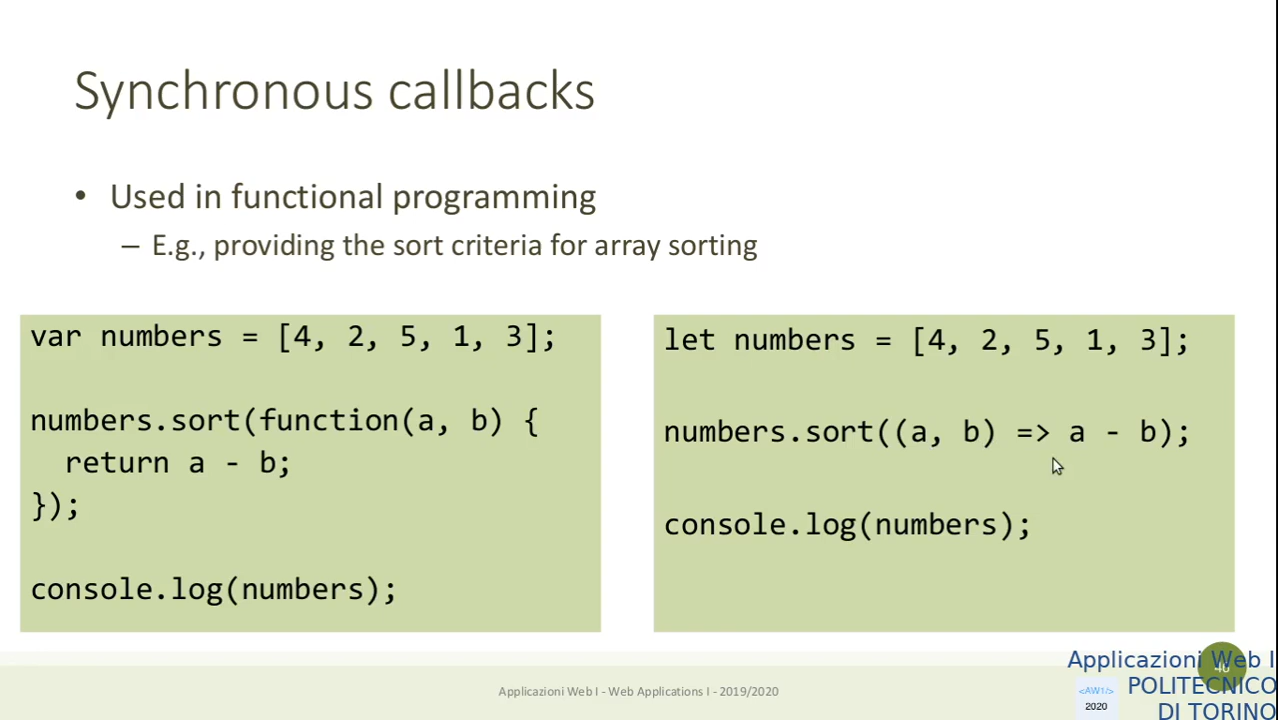 Synchronous callbacks
• Used in functional programming
– E.g., providing the sort criteria for array sorting
var numbers = [4, 2, 5, 1, 3];
numbers.sort(function(a, b) {
  return a - b;
});
console.log(numbers);
let numbers = [4, 2, 5, 1, 3];
numbers.sort((a, b) => a - b);
console.log(numbers);
Applicazioni Web I - Web Applications I - 2019/2020
Applicazioni Web I
POLITECNICO
DI TORINO
<AW1/>
2020